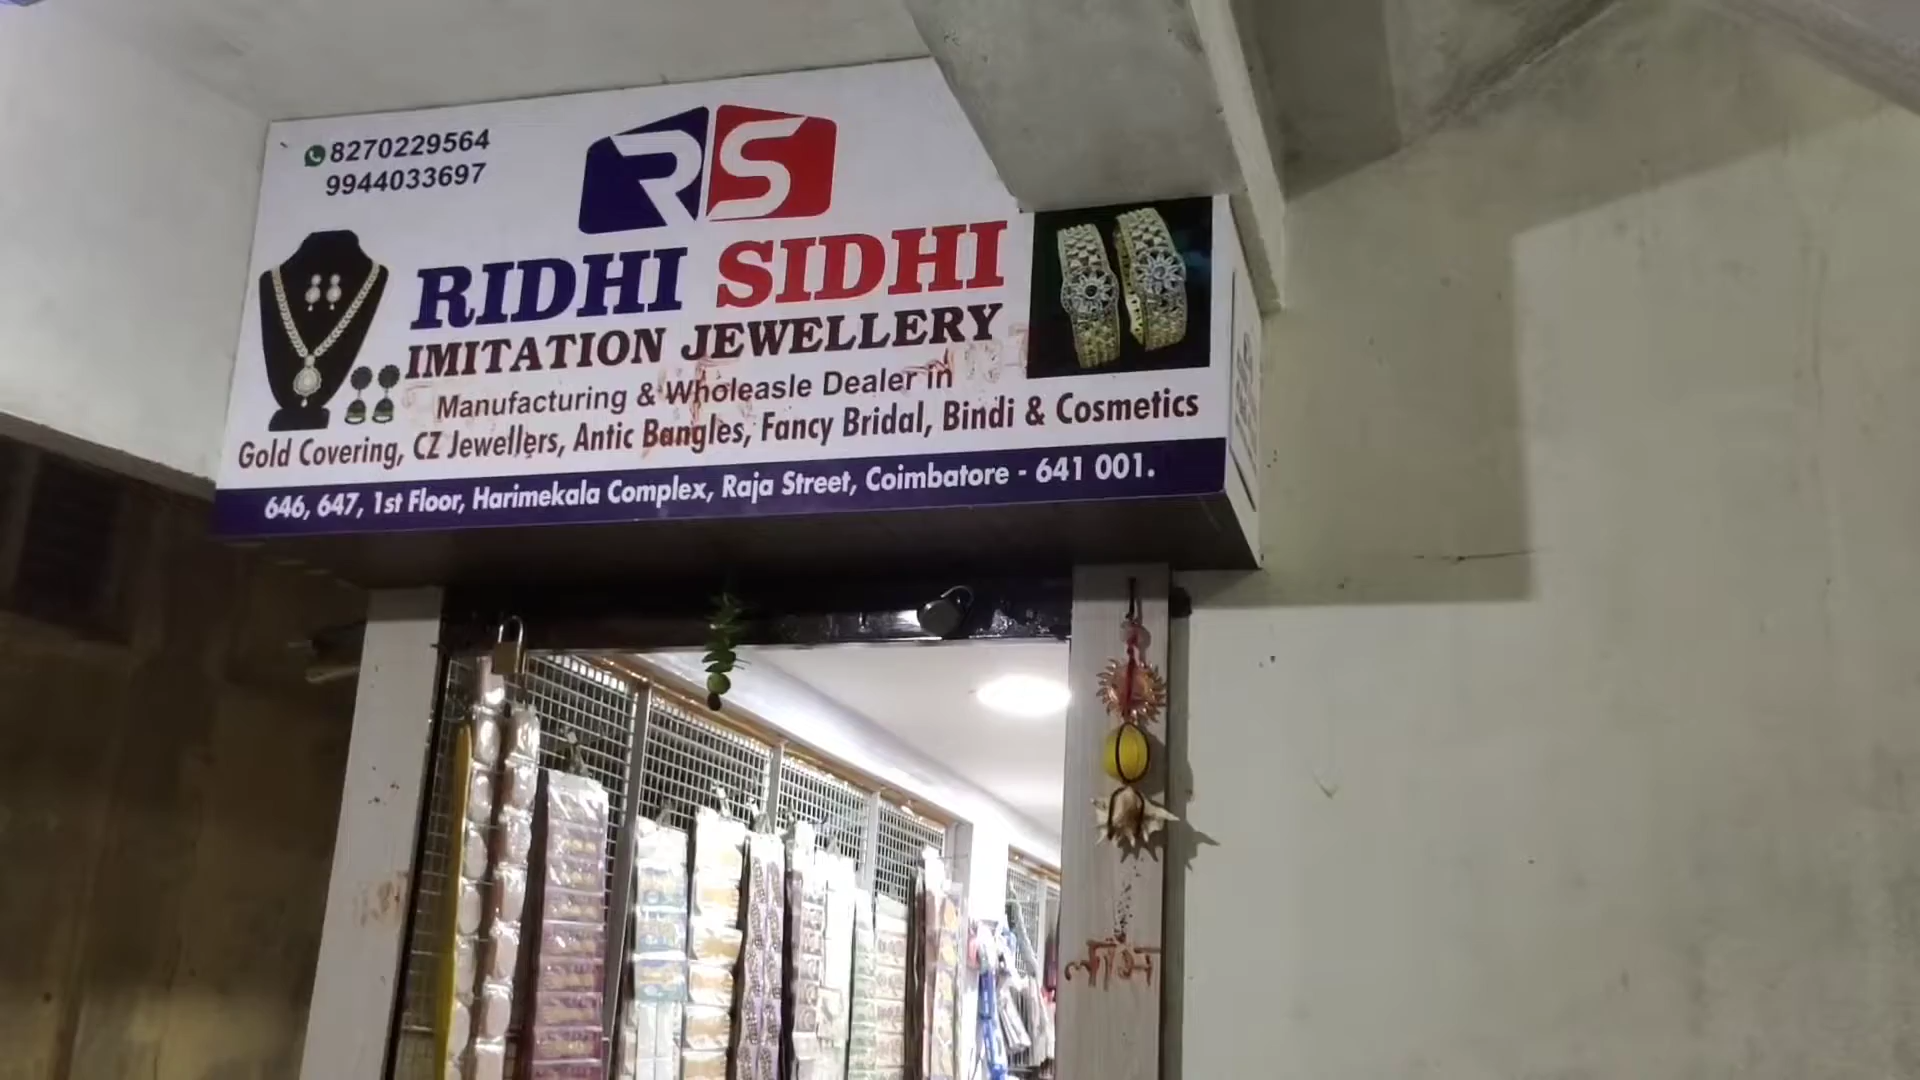 8270229564
9944033697
RS
RIDHI SIDHI
IMITATION JEWELLERY
Manufacturing & Wholeasle Dealer in
Gold Covering, CZ Jewellers, Antic Bangles, Fancy Bridal, Bindi & Cosmetics
646, 647, 1st Floor, Harimekala Complex, Raja Street, Coimbatore - 641 001.